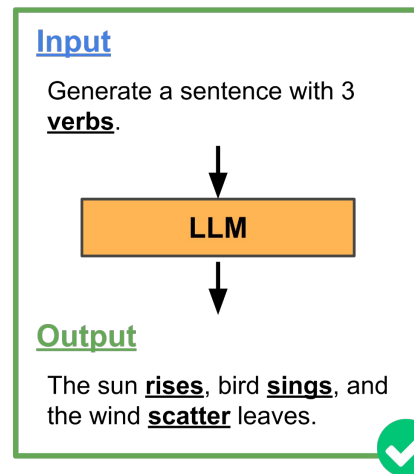 Input
Generate a sentence with 3
verbs.
LLM
Output
The sun rises, bird sings, and
the wind scatter leaves.